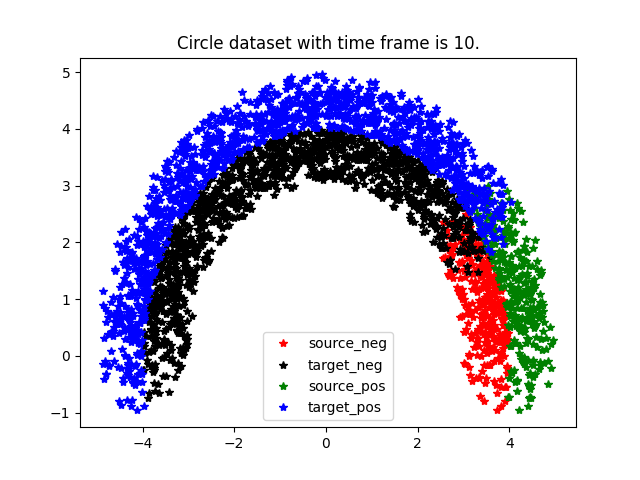 Circle dataset with time frame is 10.
5
4
3
2
1
0
−1
−4
−2
0
2
4
source_neg
target_neg
source_pos
target_pos